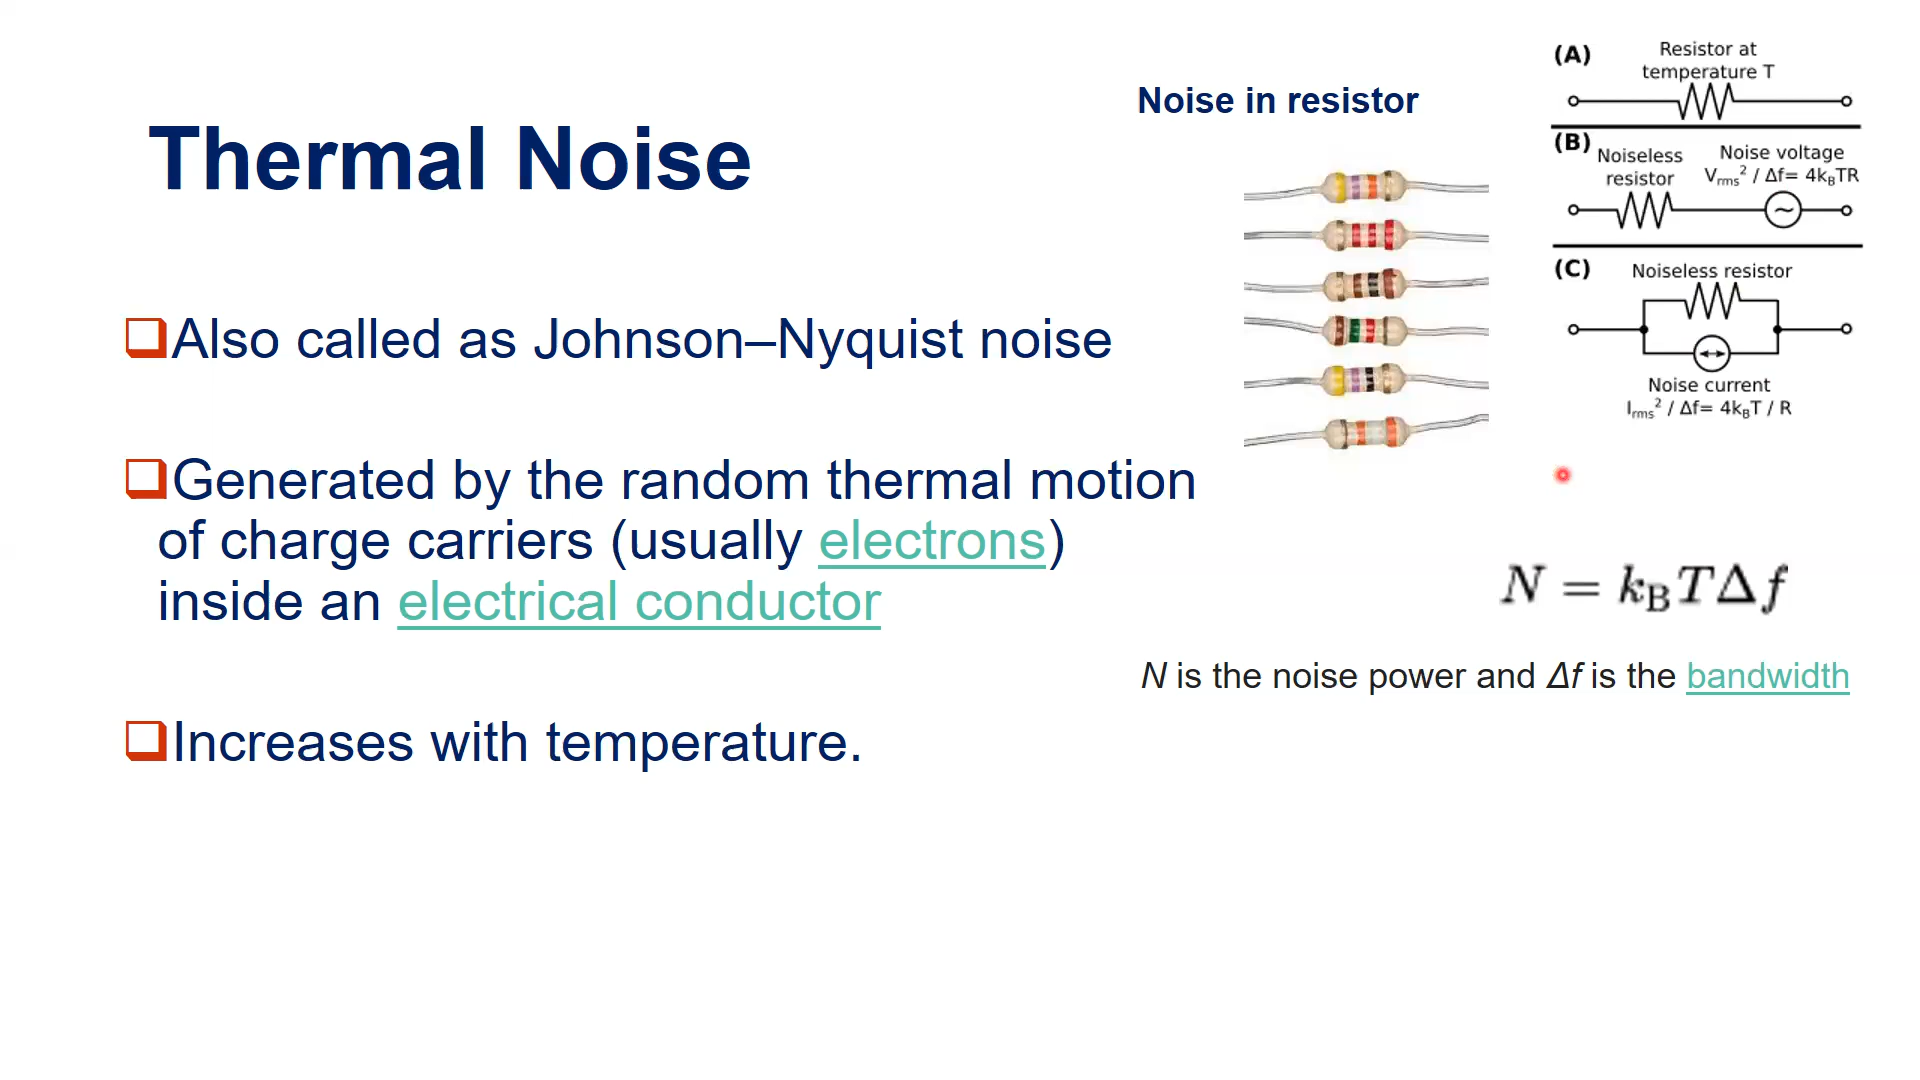 Thermal Noise
Also called as Johnson–Nyquist noise
Generated by the random thermal motion
of charge carriers (usually electrons)
inside an electrical conductor
Increases with temperature.
Noise in resistor
(A)
Resistor at
temperature T
(B)
Noiseless
resistor
Noise voltage
Vrms² / Δf= 4kBTR
(C)
Noiseless resistor
Noise current
Irms² / Δf= 4kBT / R
N = kBTΔf
N is the noise power and Δf is the bandwidth